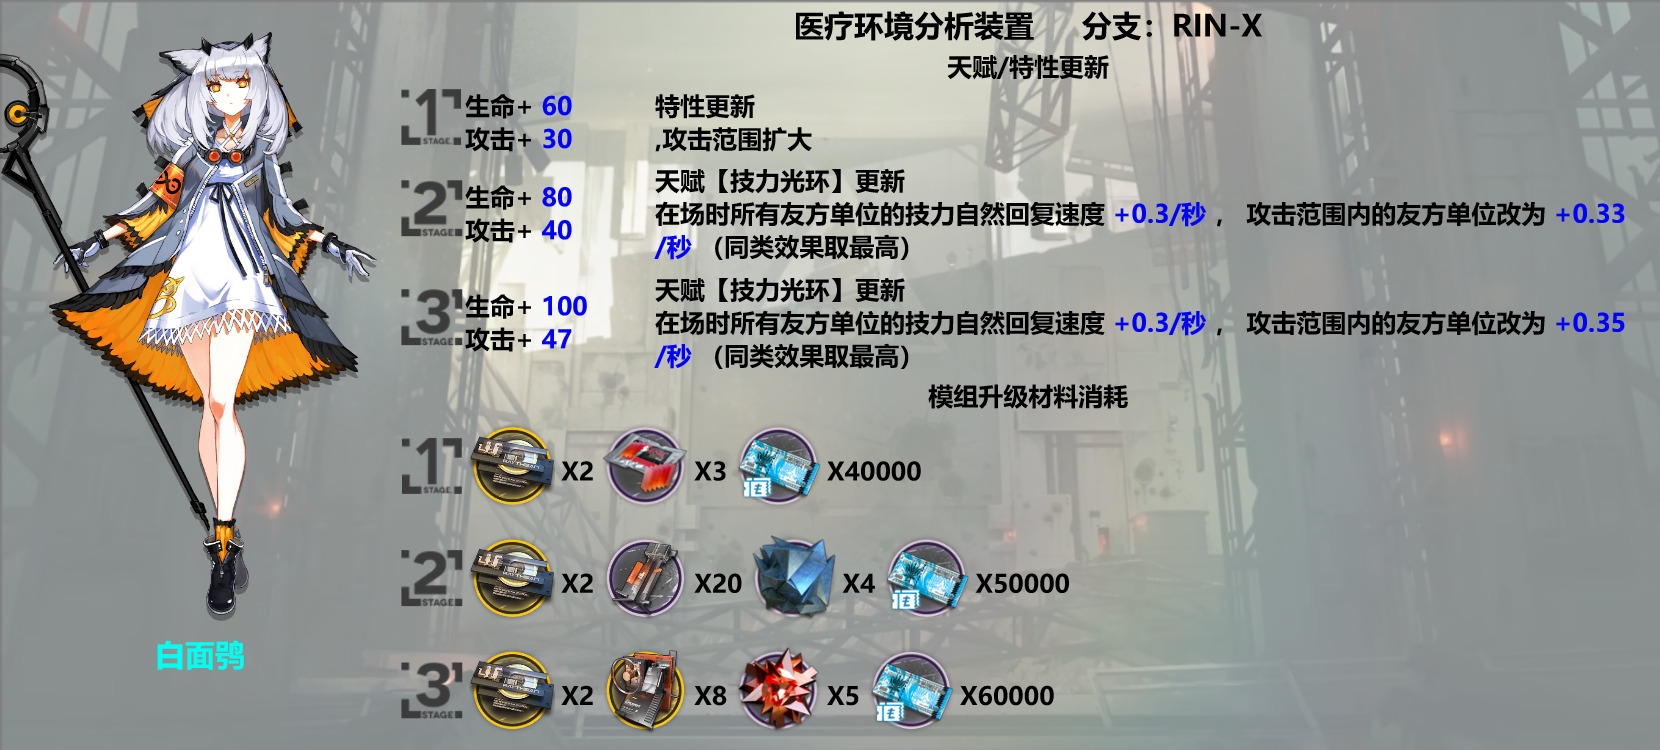 医疗环境分析装置 分支：RIN-X
天赋/特性更新
1 STAGE.
生命+ 60
攻击+ 30
特性更新
,攻击范围扩大
2 STAGE.
生命+ 80
攻击+ 40
天赋【技力光环】更新
在场时所有友方单位的技力自然回复速度 +0.3/秒 ， 攻击范围内的友方单位改为 +0.33
/秒 （同类效果取最高）
3 STAGE.
生命+ 100
攻击+ 47
天赋【技力光环】更新
在场时所有友方单位的技力自然回复速度 +0.3/秒 ， 攻击范围内的友方单位改为 +0.35
/秒 （同类效果取最高）
模组升级材料消耗
1 STAGE. X2 X3 X40000
2 STAGE. X2 X20 X4 X50000
白面鸮
3 STAGE. X2 X8 X5 X60000